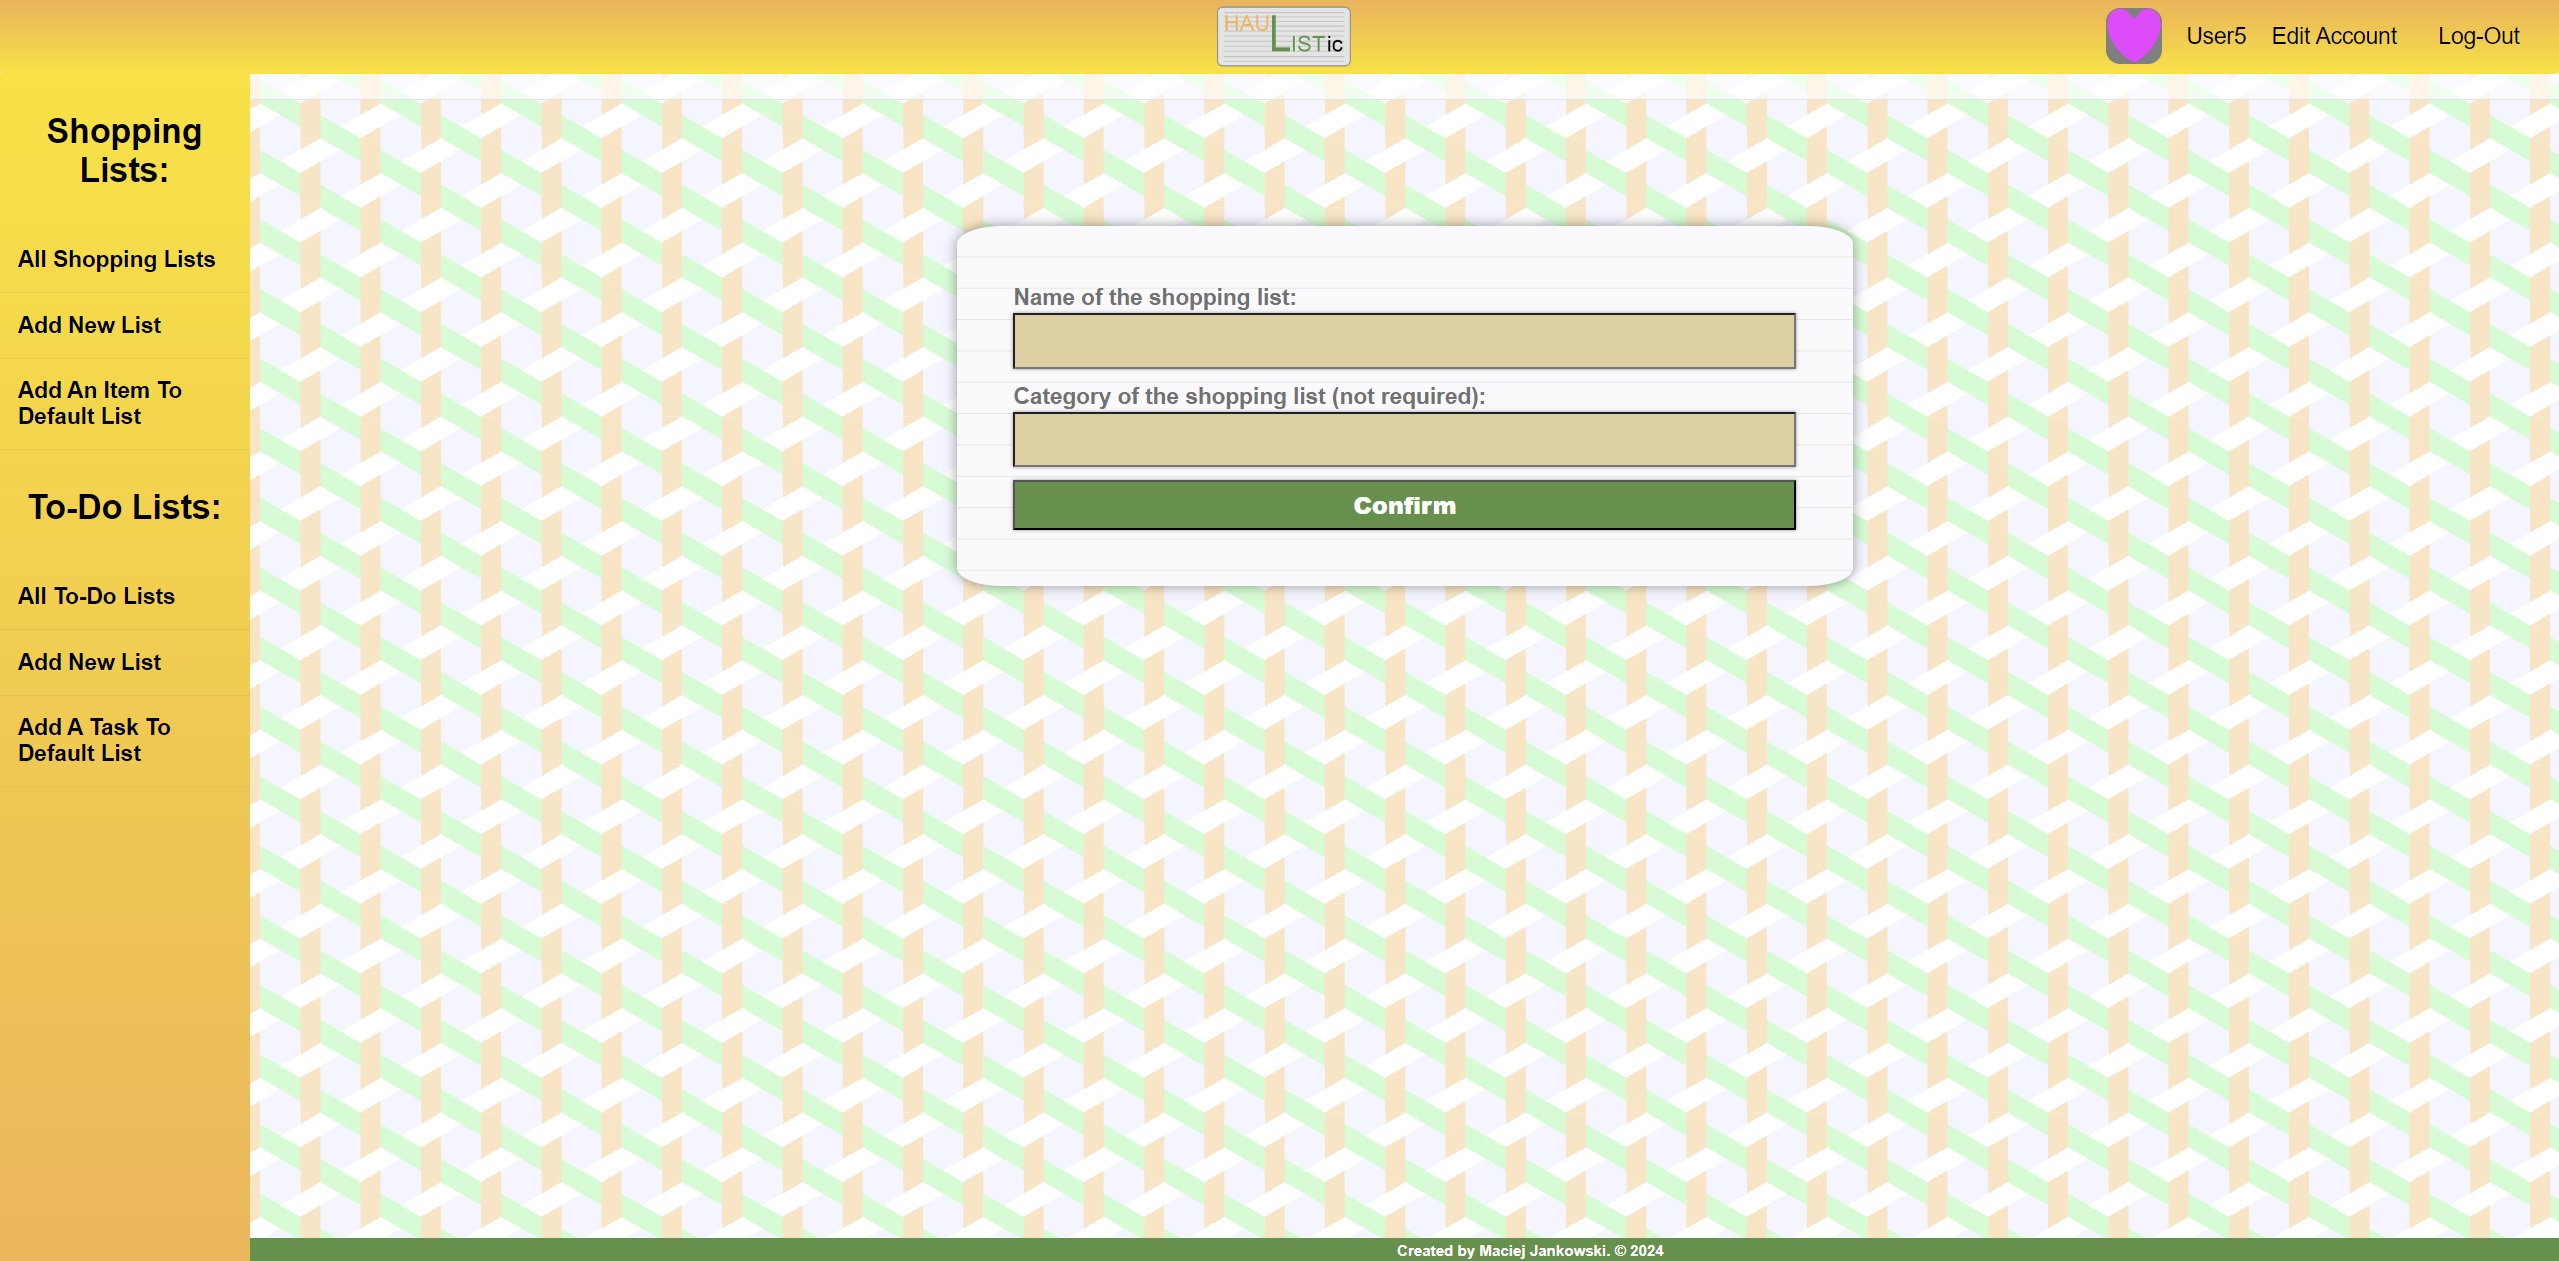 HAULISTic
User5
Edit Account
Log-Out
Shopping
Lists:
All Shopping Lists
Add New List
Add An Item To
Default List
To-Do Lists:
All To-Do Lists
Add New List
Add A Task To
Default List
Name of the shopping list:
Category of the shopping list (not required):
Confirm
Created by Maciej Jankowski. © 2024